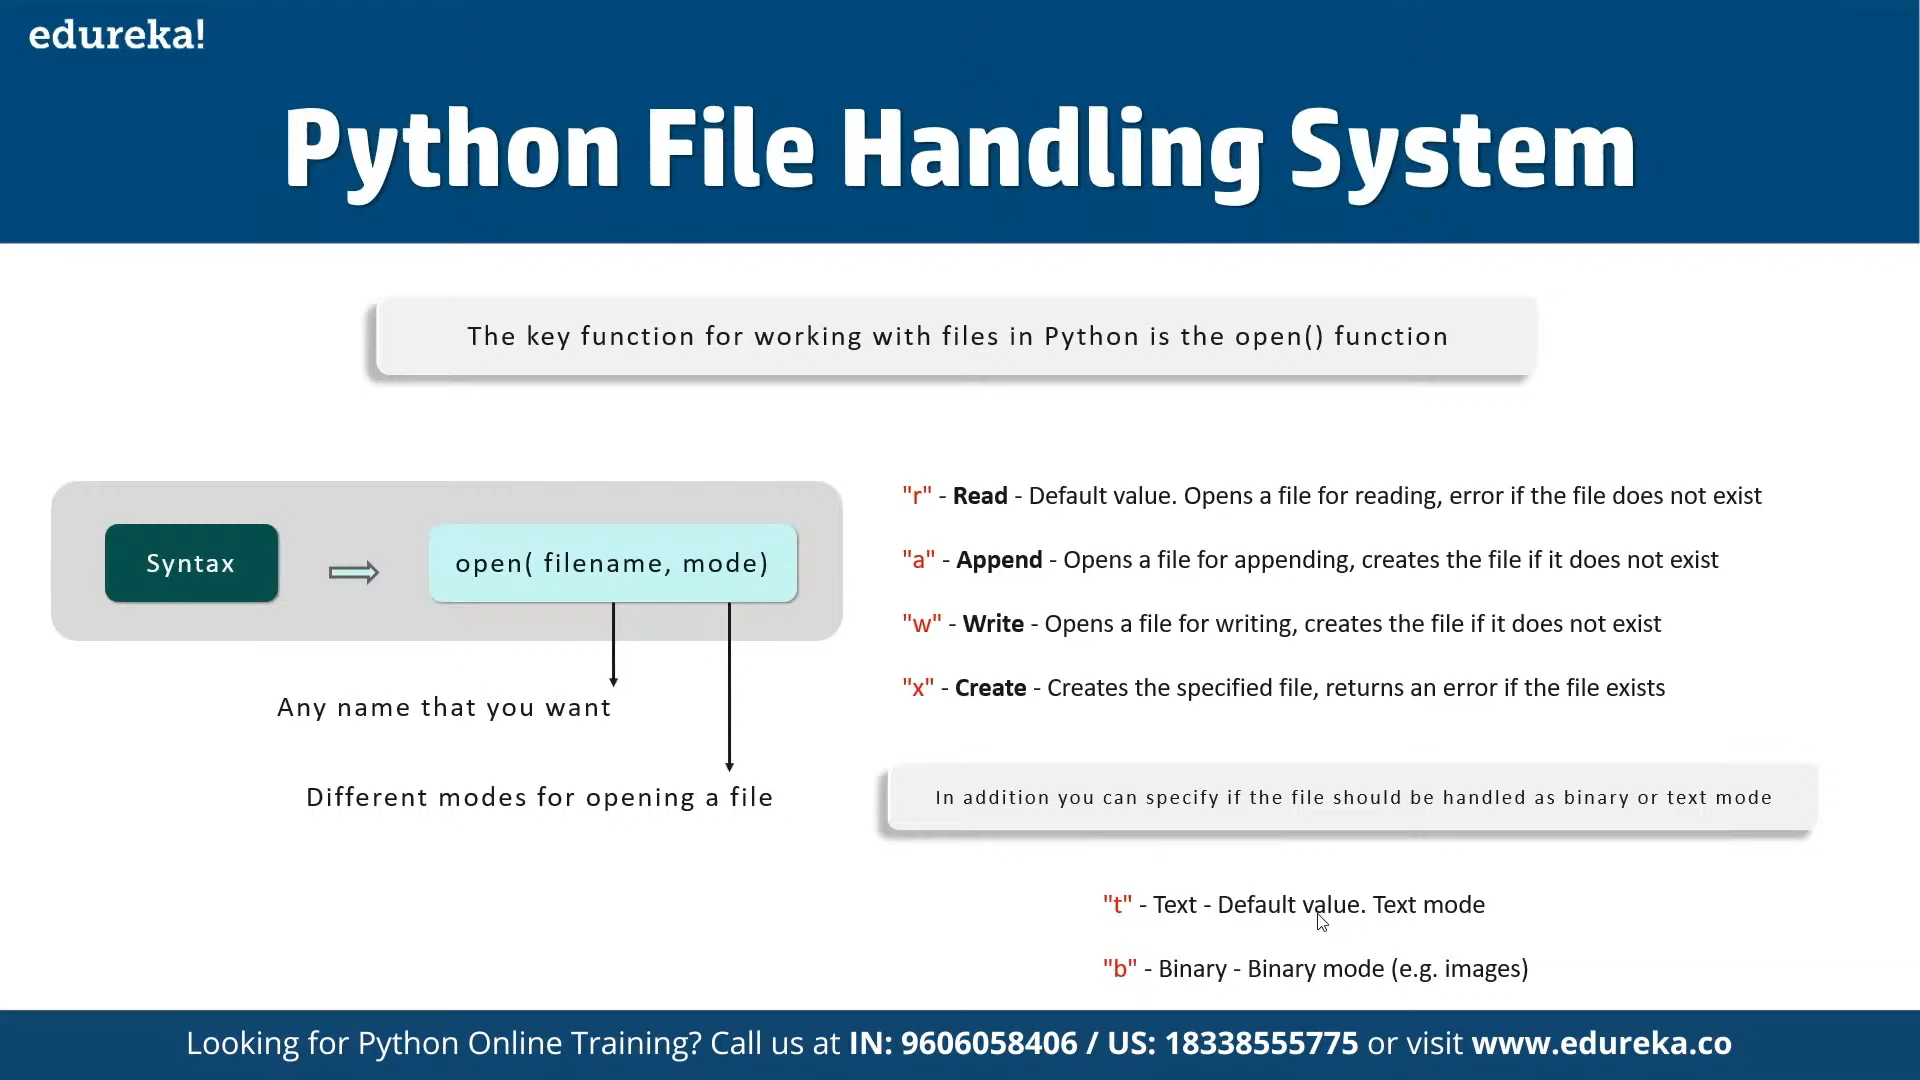 edureka!
Python File Handling System
The key function for working with files in Python is the open() function
Syntax
open( filename, mode)
Any name that you want
Different modes for opening a file
"r" - Read - Default value. Opens a file for reading, error if the file does not exist
"a" - Append - Opens a file for appending, creates the file if it does not exist
"w" - Write - Opens a file for writing, creates the file if it does not exist
"x" - Create - Creates the specified file, returns an error if the file exists
In addition you can specify if the file should be handled as binary or text mode
"t" - Text - Default value. Text mode
"b" - Binary - Binary mode (e.g. images)
Looking for Python Online Training? Call us at IN: 9606058406 / US: 18338555775 or visit www.edureka.co